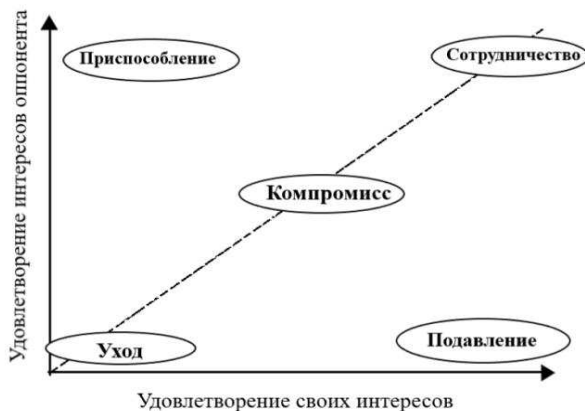 Удовлетворение интересов оппонента
Приспособление
Сотрудничество
Компромисс
Уход
Подавление
Удовлетворение своих интересов